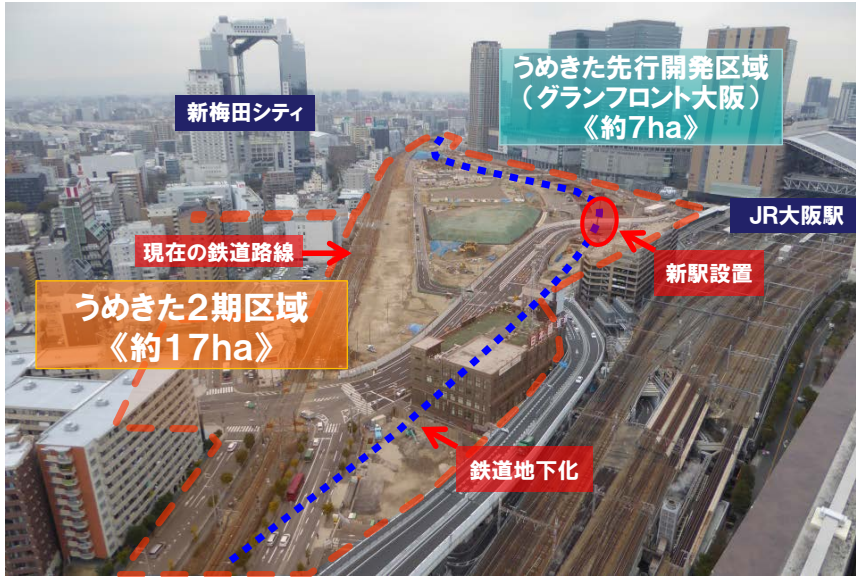 うめきた先行開発区域
(グランフロント大阪)
《約7ha》
新梅田シティ
JR大阪駅
現在の鉄道路線
新駅設置
うめきた2期区域
《約17ha》
鉄道地下化